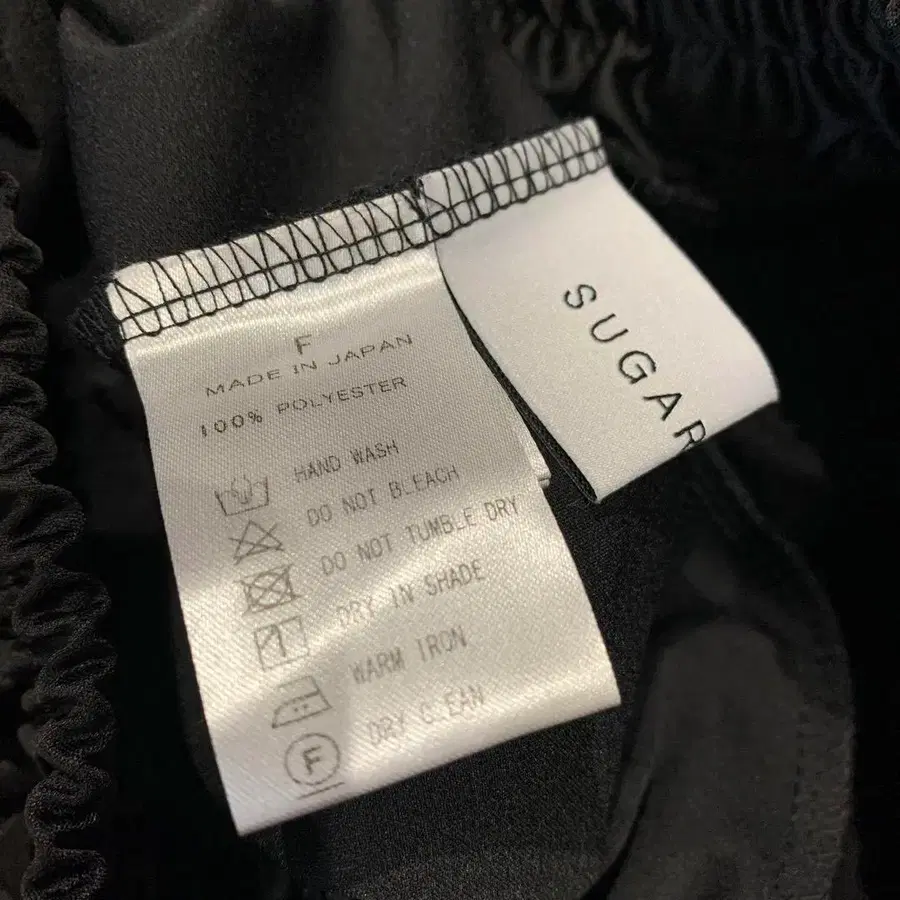 F
MADE IN JAPAN
100% POLYESTER
HAND WASH
DO NOT BLEACH
DO NOT TUMBLE DRY
DRY IN SHADE
WARM IRON
DRY CLEAN
F
SUGAR